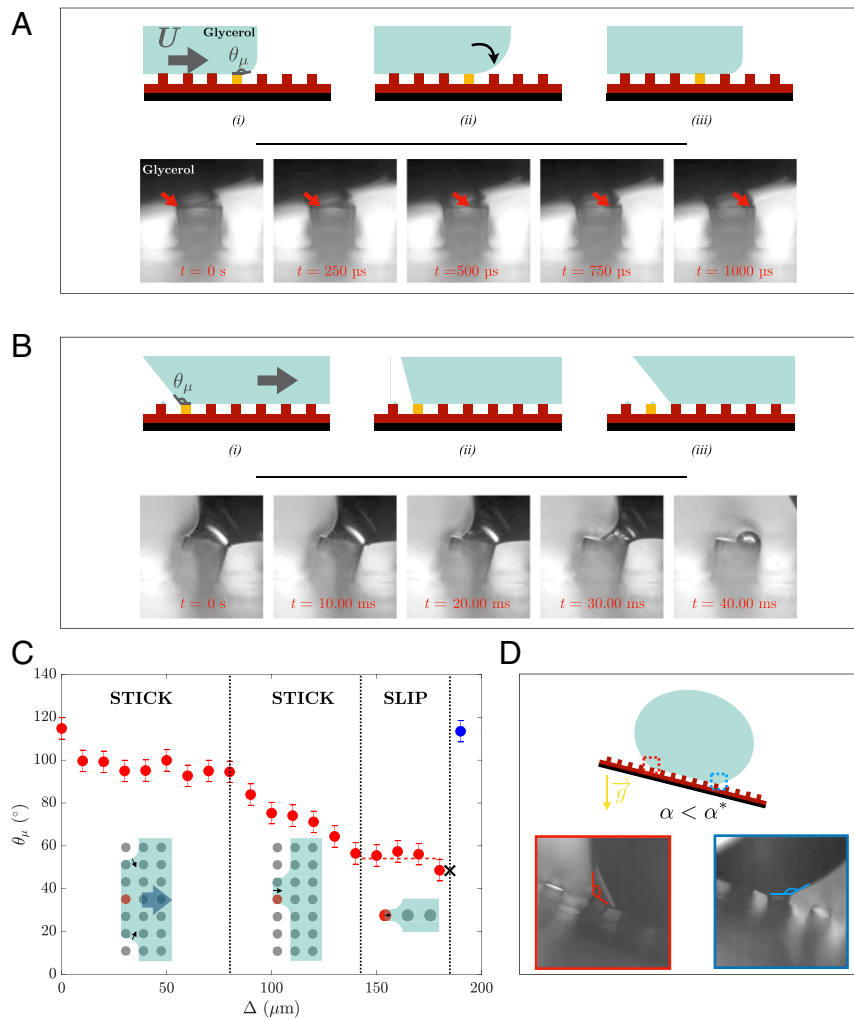 A
U
Glycerol
θμ
(i)
(ii)
(iii)
Glycerol
t = 0 s
t = 250 µs
t =500 µs
t = 750 µs
t = 1000 µs
B
θμ
(i)
(ii)
(iii)
t = 0 s
t = 10.00 ms
t = 20.00 ms
t = 30.00 ms
t = 40.00 ms
C
140
120
100
80
60
40
20
0
θμ (°)
STICK
STICK
SLIP
0
50
100
150
200
Δ (μm)
D
g
α < α*